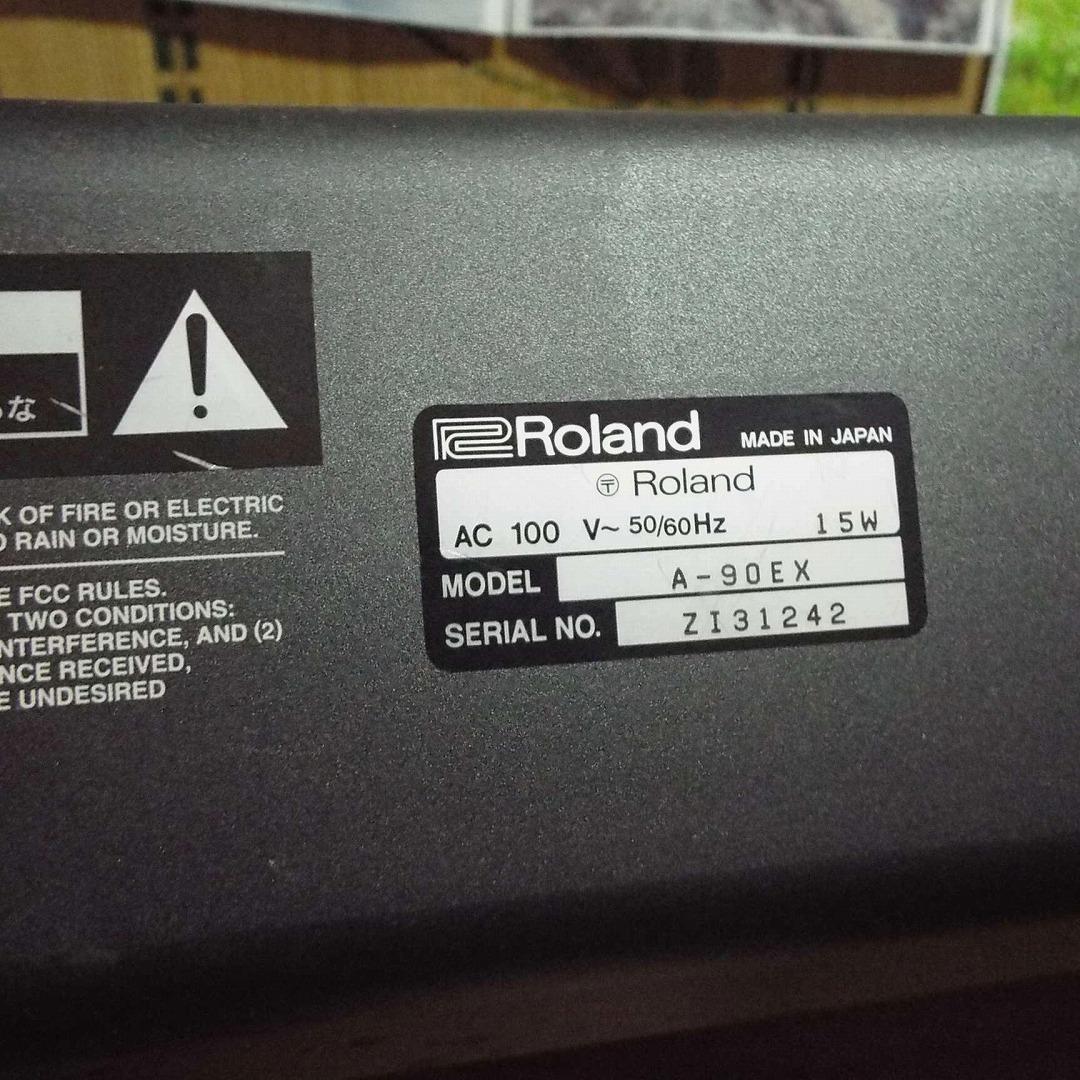 な
K OF FIRE OR ELECTRIC
RAIN OR MOISTURE.
E FCC RULES.
TWO CONDITIONS:
NTERFERENCE, AND (2)
NCE RECEIVED,
E UNDESIRED
Roland MADE IN JAPAN
〶 Roland
AC 100 V~ 50/60Hz 15W
MODEL A-90EX
SERIAL NO. ZI31242